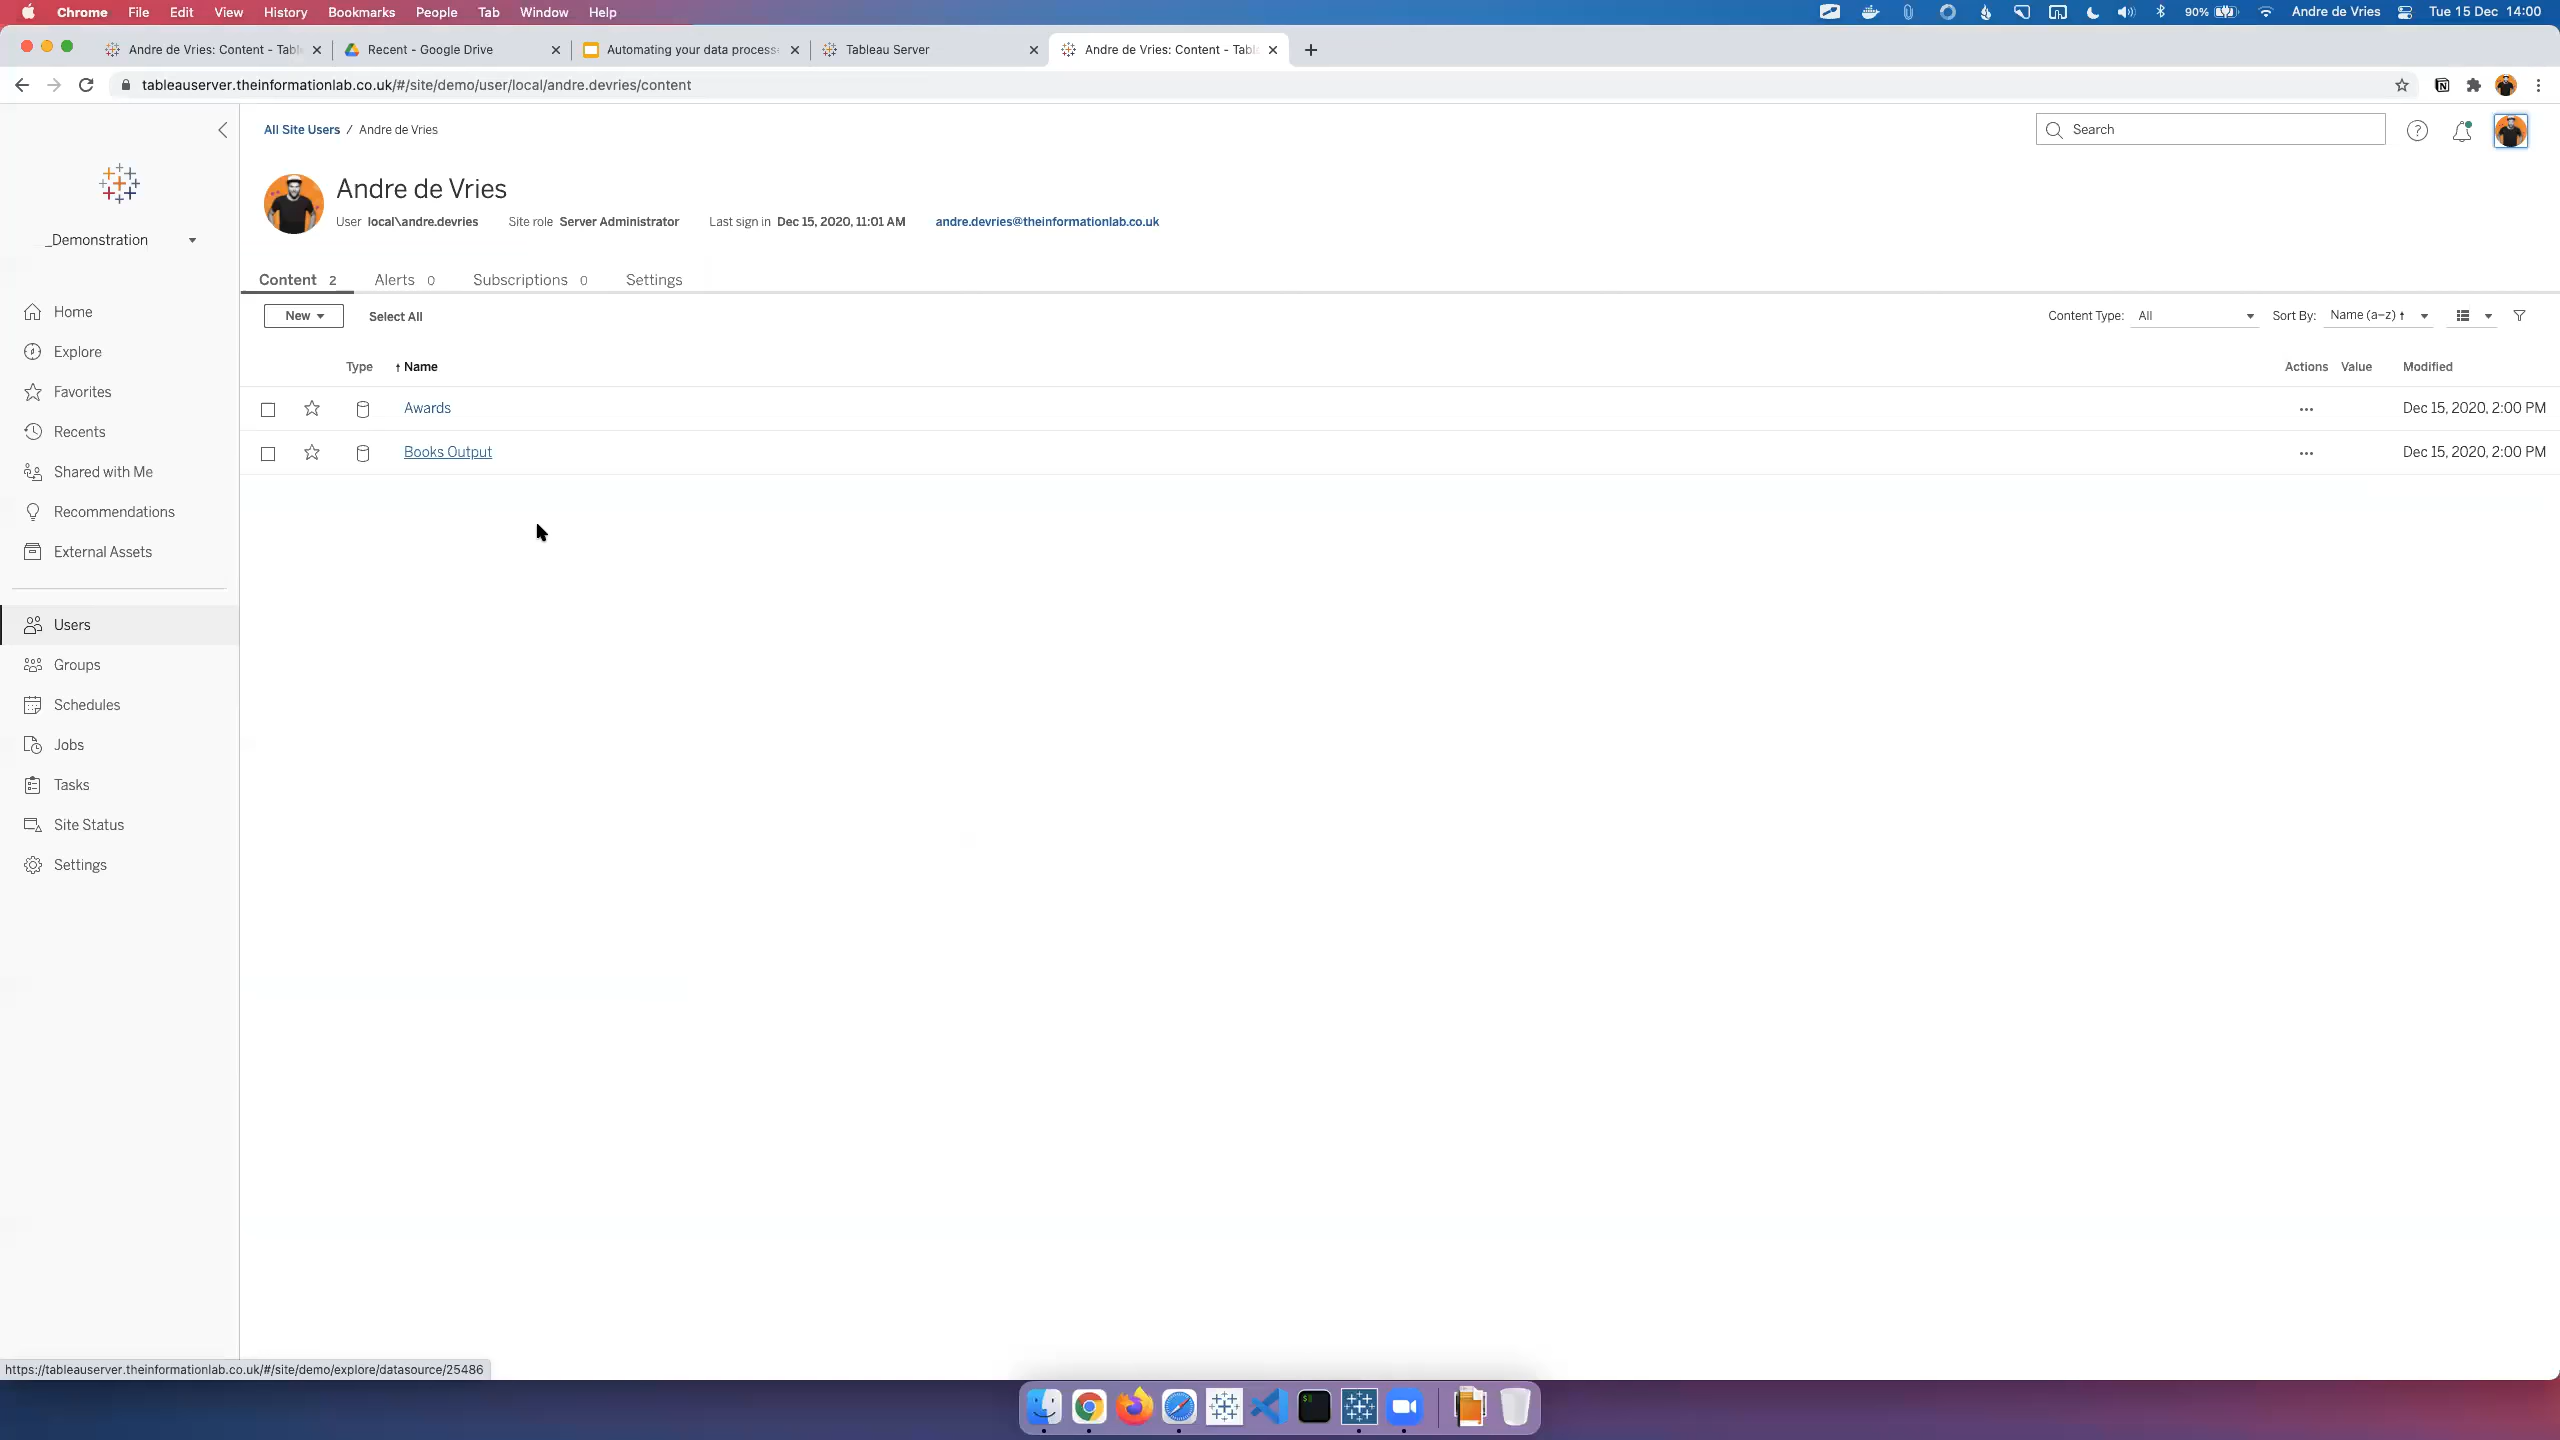 Chrome File Edit View History Bookmarks People Tab Window Help 90% Andre de Vries Tue 15 Dec 14:00
Andre de Vries: Content - Tabl Recent - Google Drive Automating your data process Tableau Server Andre de Vries: Content - Tabl
tableauserver.theinformationlab.co.uk/#/site/demo/user/local/andre.devries/content
All Site Users / Andre de Vries
Search
Andre de Vries
User local\andre.devries Site role Server Administrator Last sign in Dec 15, 2020, 11:01 AM andre.devries@theinformationlab.co.uk
_Demonstration
Content 2 Alerts 0 Subscriptions 0 Settings
New Select All Content Type: All Sort By: Name (a–z) ↑
Type ↑ Name Actions Value Modified
Awards Dec 15, 2020, 2:00 PM
Books Output Dec 15, 2020, 2:00 PM
Home
Explore
Favorites
Recents
Shared with Me
Recommendations
External Assets
Users
Groups
Schedules
Jobs
Tasks
Site Status
Settings
https://tableauserver.theinformationlab.co.uk/#/site/demo/explore/datasource/25486